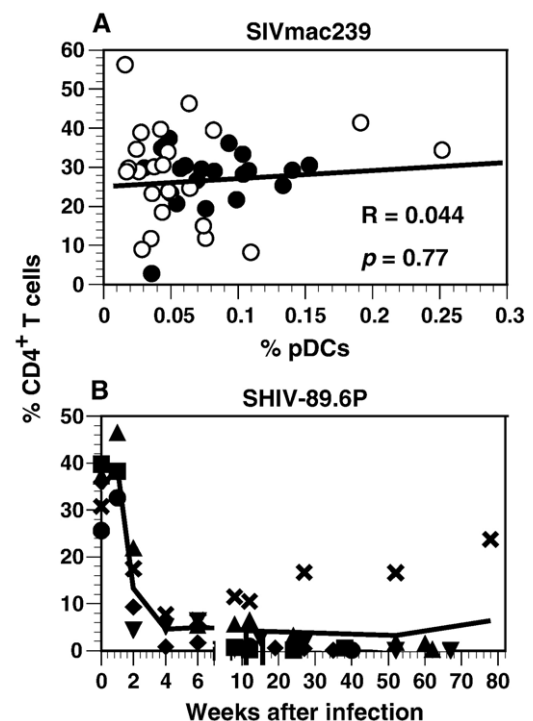 A
SIVmac239
60
50
40
30
20
10
0
R = 0.044
p = 0.77
0 0.05 0.1 0.15 0.2 0.25 0.3
% pDCs
% CD4+ T cells
B
SHIV-89.6P
50
40
30
20
10
0
0 2 4 6 10 20 30 40 50 60 70 80
Weeks after infection